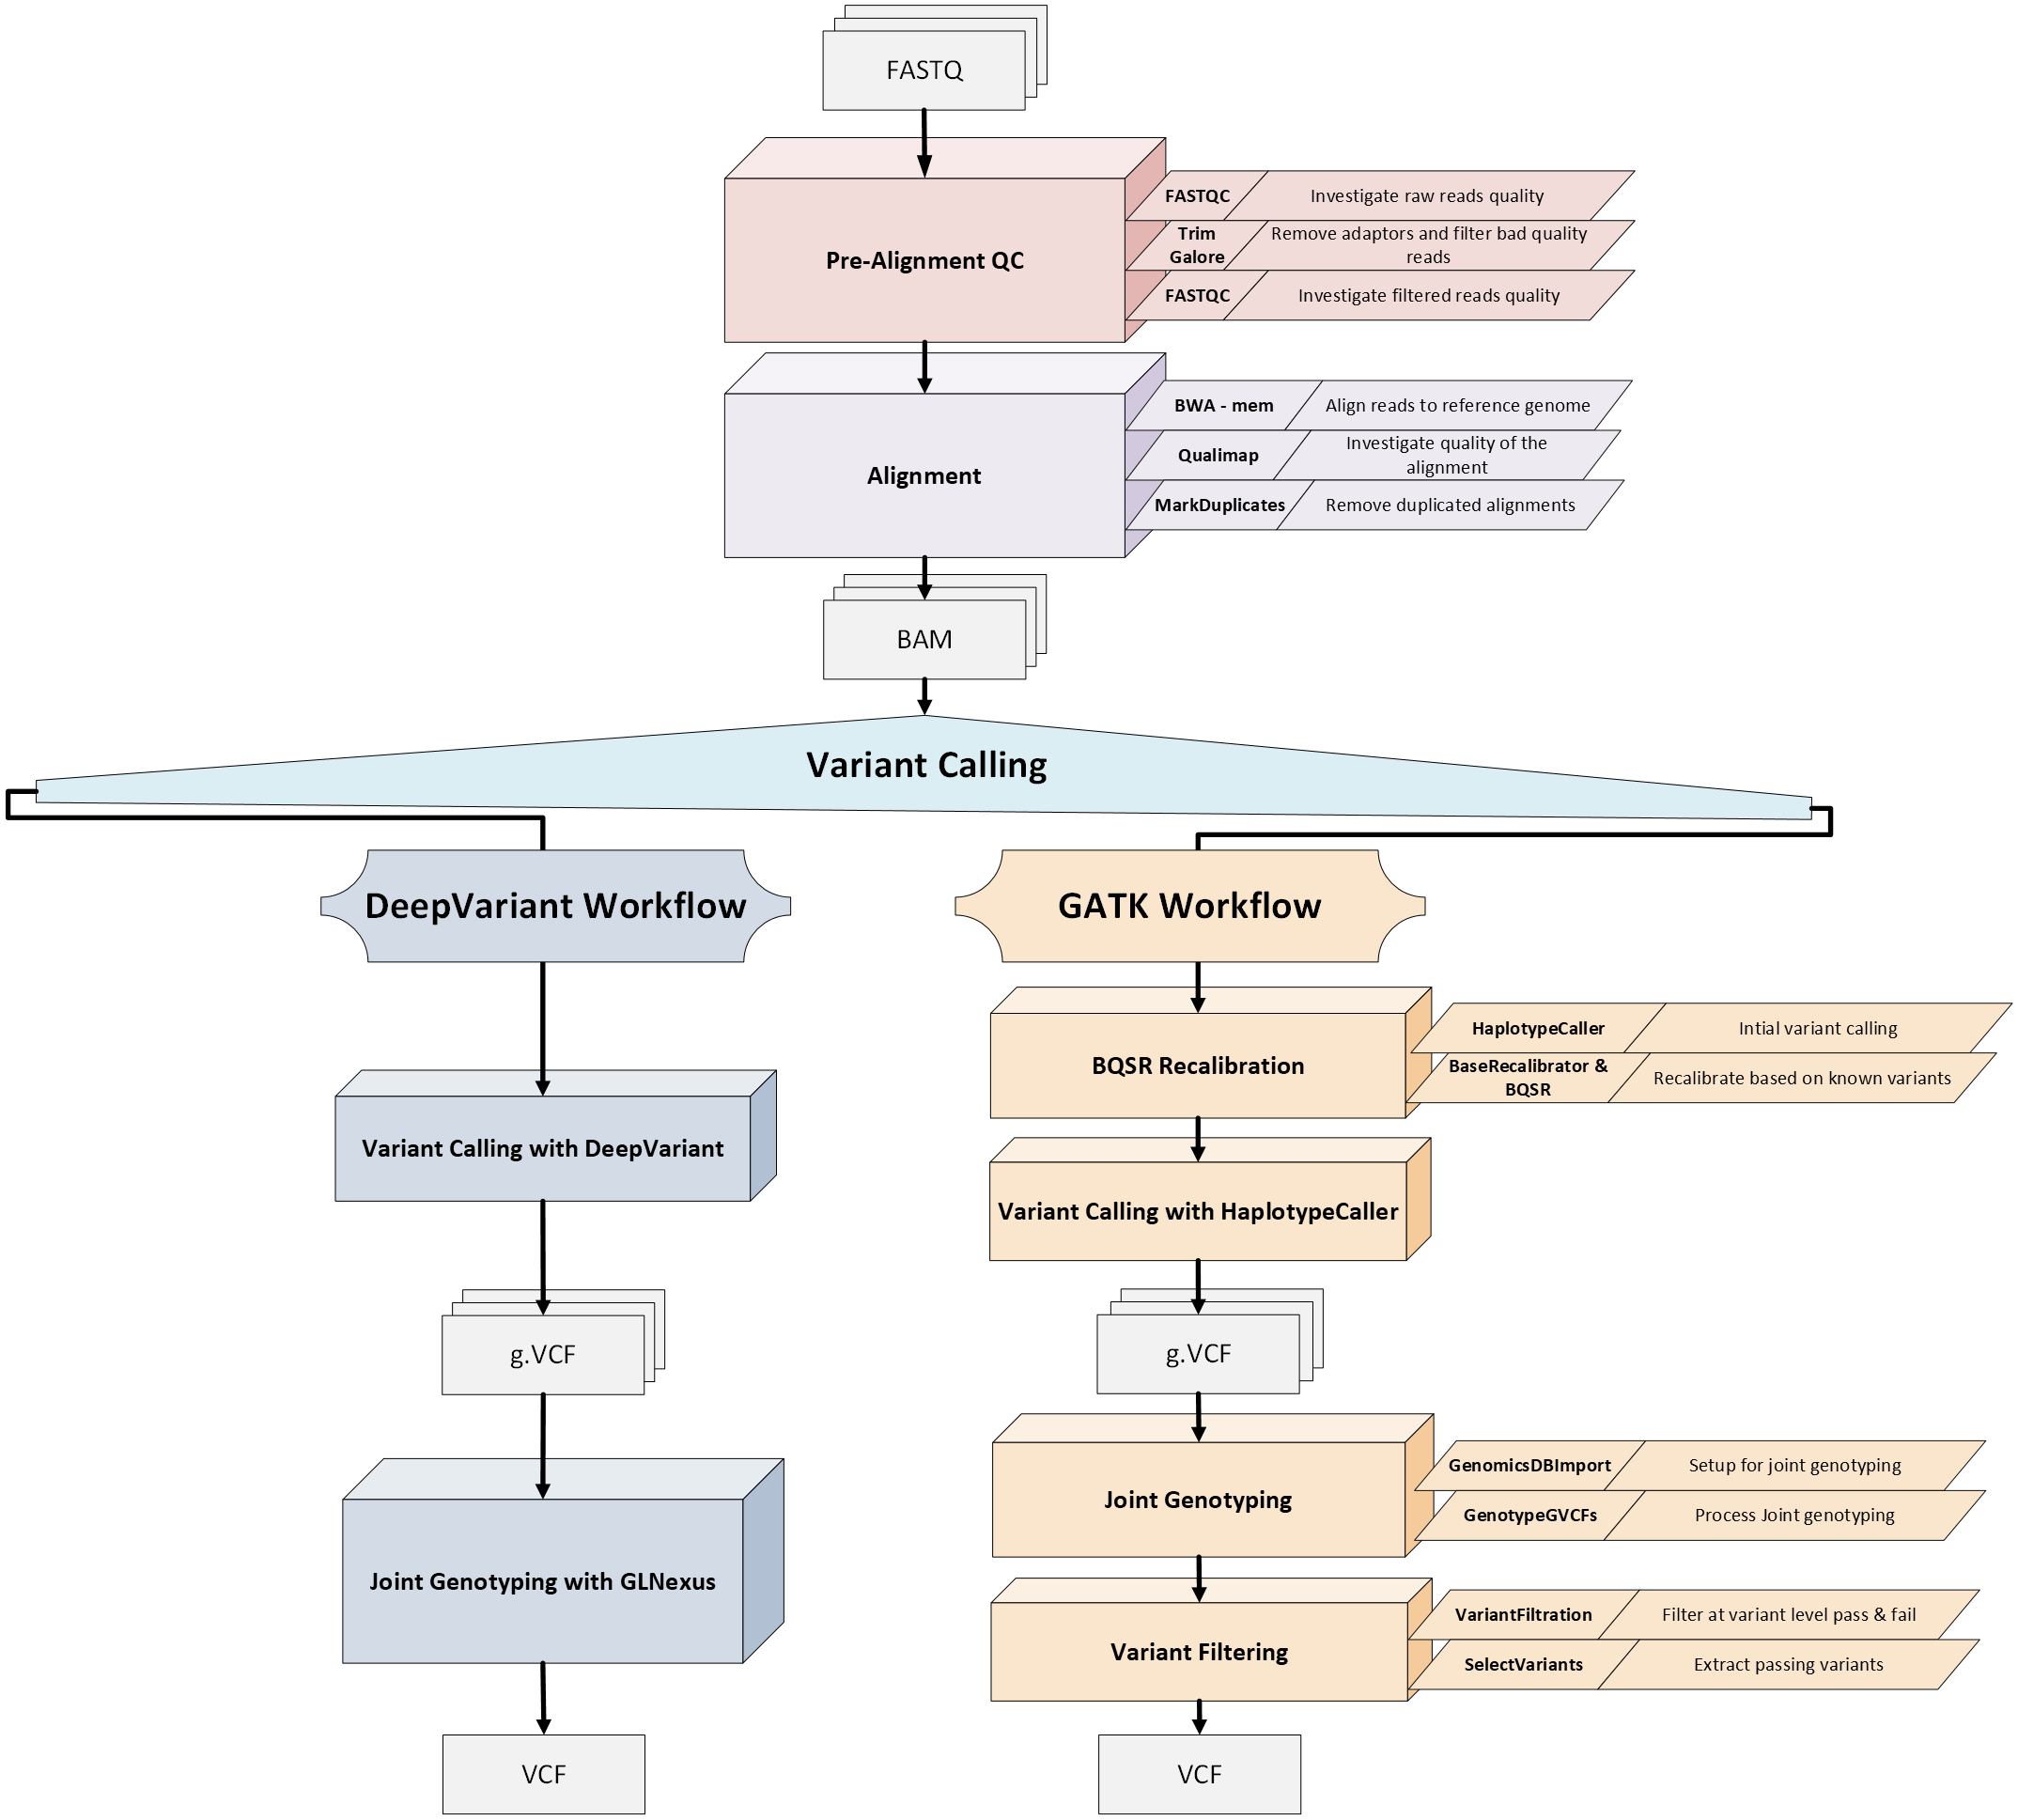 FASTQ
Pre-Alignment QC
FASTQC
Investigate raw reads quality
Trim
Galore
Remove adaptors and filter bad quality
reads
FASTQC
Investigate filtered reads quality
Alignment
BWA - mem
Align reads to reference genome
Qualimap
Investigate quality of the
alignment
MarkDuplicates
Remove duplicated alignments
BAM
Variant Calling
DeepVariant Workflow
Variant Calling with DeepVariant
g.VCF
Joint Genotyping with GLNexus
VCF
GATK Workflow
BQSR Recalibration
HaplotypeCaller
Intial variant calling
BaseRecalibrator &
BQSR
Recalibrate based on known variants
Variant Calling with HaplotypeCaller
g.VCF
Joint Genotyping
GenomicsDBImport
Setup for joint genotyping
GenotypeGVCFs
Process Joint genotyping
Variant Filtering
VariantFiltration
Filter at variant level pass & fail
SelectVariants
Extract passing variants
VCF